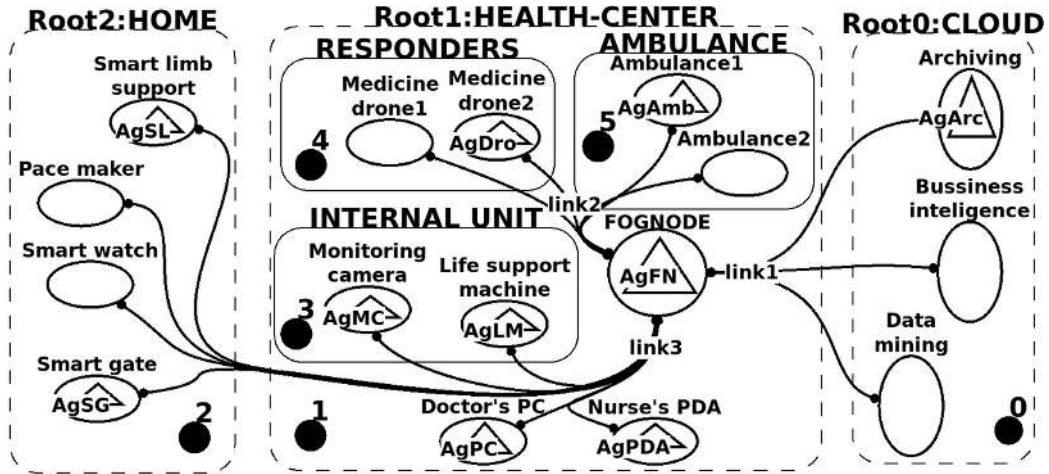 Root2:HOME
Smart limb
support
AgSL
Pace maker
Smart watch
Smart gate
AgSG
2
Root1:HEALTH-CENTER
RESPONDERS
Medicine
drone1
Medicine
drone2
AgDro
4
AMBULANCE
Ambulance1
AgAmb
5
Ambulance2
link2
INTERNAL UNIT
Monitoring
camera
AgMC
Life support
machine
AgLM
3
FOGNODE
AgFN
link1
link3
1
Doctor's PC
AgPC
Nurse's PDA
AgPDA
Root0:CLOUD
Archiving
AgArc
Bussiness
inteligence
Data
mining
0